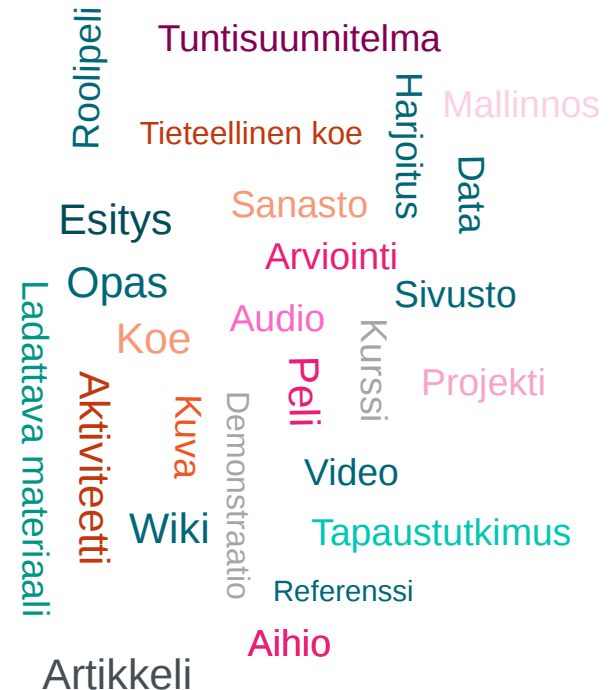 Roolipeli
Tuntisuunnitelma
Harjoitus
Mallinnos
Tieteellinen koe
Data
Sanasto
Esitys
Arviointi
Opas
Sivusto
Ladattava materiaali
Audio
Koe
Kurssi
Peli
Projekti
Aktiviteetti
Kuva
Demonstraatio
Video
Wiki
Tapaustutkimus
Referenssi
Aihio
Artikkeli